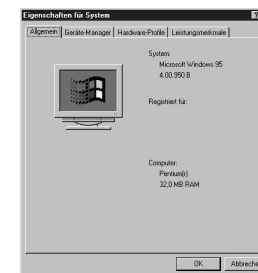 Eigenschaften für System
Allgemein Geräte-Manager Hardware-Profile Leistungsmerkmale
System:
Microsoft Windows 95
4.00.950 B
Registriert für:
Computer:
Pentium(r)
32,0 MB RAM
OK Abbreche